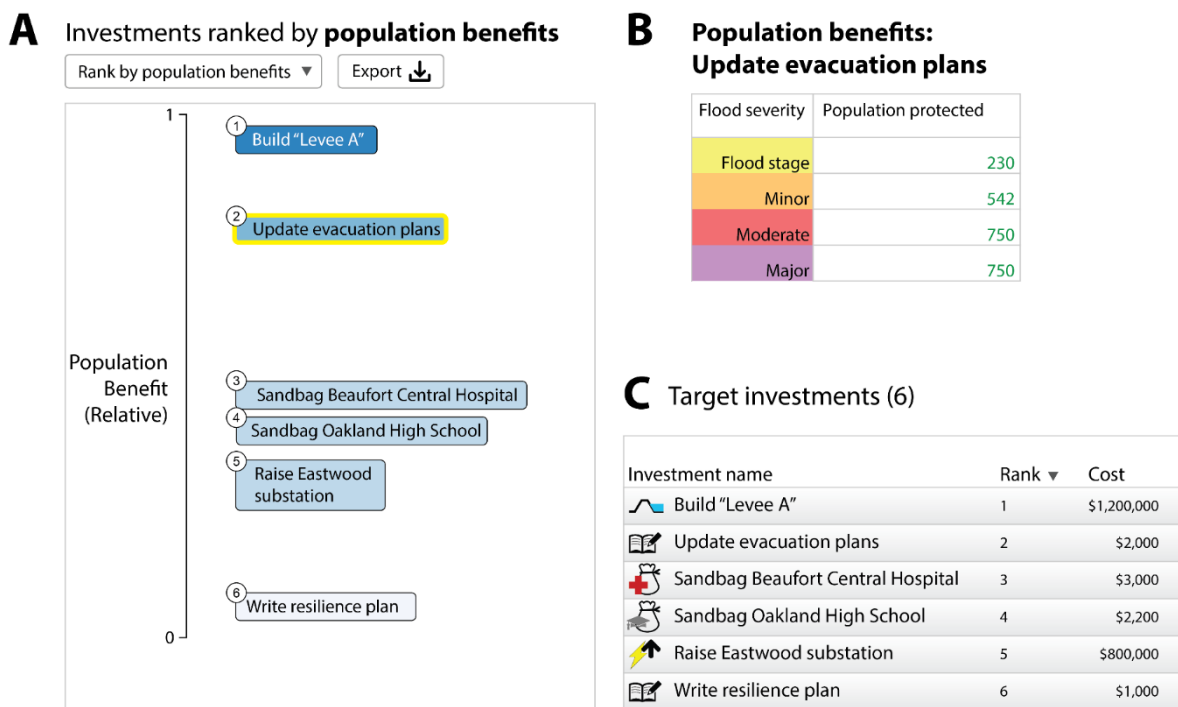 A Investments ranked by population benefits
Rank by population benefits ▼ Export
1
1 Build “Levee A”
2 Update evacuation plans
Population
Benefit
(Relative)
3 Sandbag Beaufort Central Hospital
4 Sandbag Oakland High School
5 Raise Eastwood
substation
6 Write resilience plan
0
B Population benefits:
Update evacuation plans
Flood severity Population protected
Flood stage 230
Minor 542
Moderate 750
Major 750
C Target investments (6)
Investment name Rank ▼ Cost
Build “Levee A” 1 $1,200,000
Update evacuation plans 2 $2,000
Sandbag Beaufort Central Hospital 3 $3,000
Sandbag Oakland High School 4 $2,200
Raise Eastwood substation 5 $800,000
Write resilience plan 6 $1,000